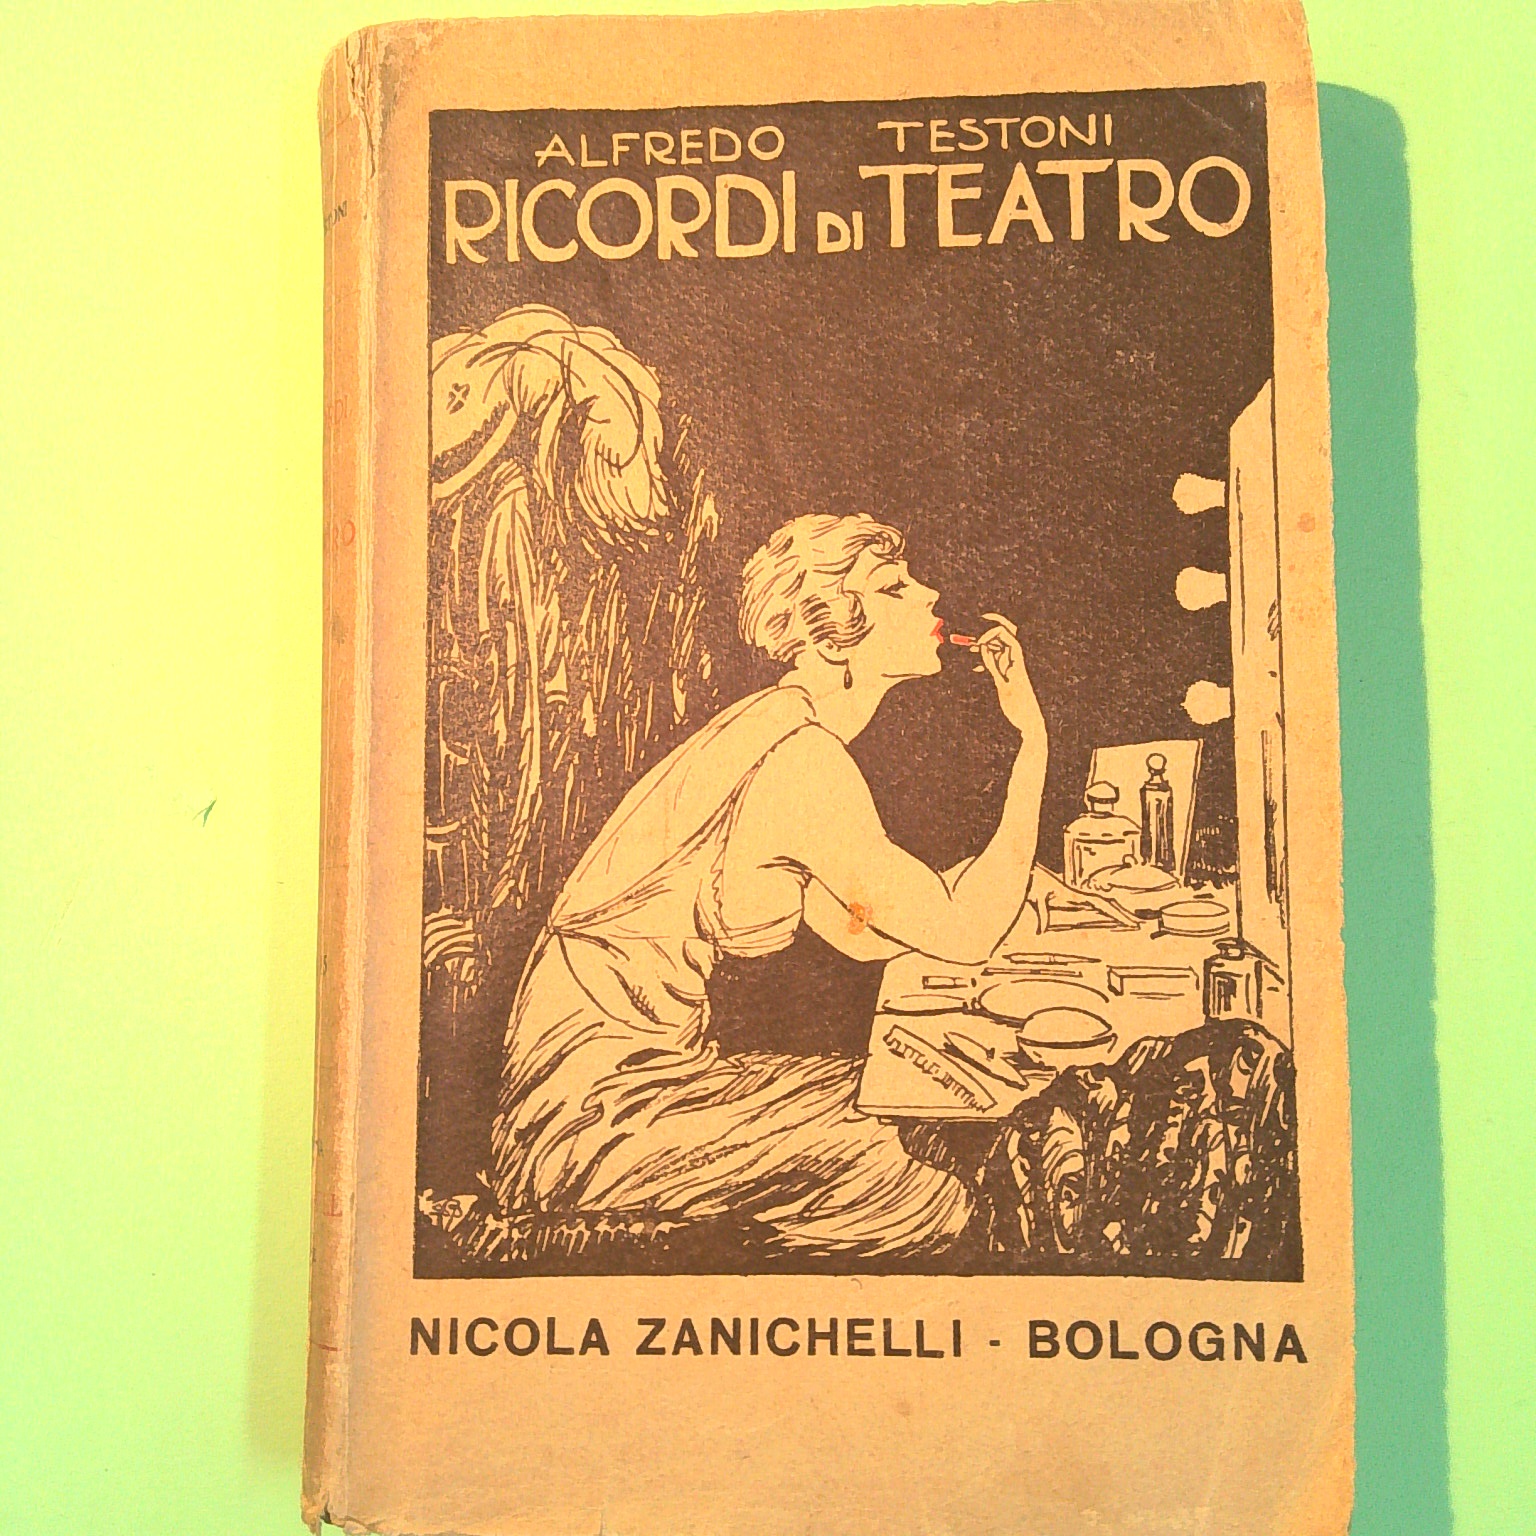 ALFREDO TESTONI
RICORDI DI TEATRO
NICOLA ZANICHELLI - BOLOGNA